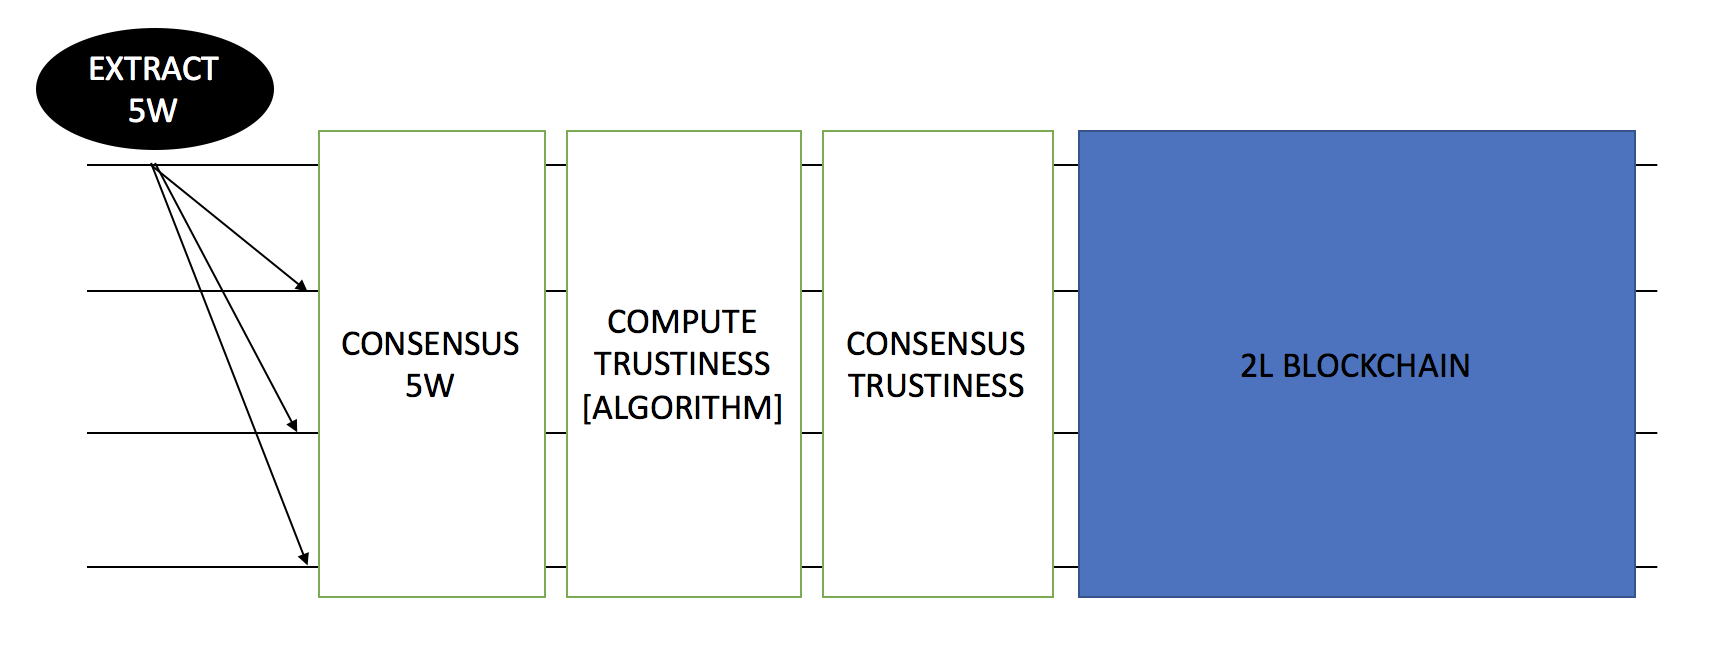 EXTRACT
5W
CONSENSUS
5W
COMPUTE
TRUSTINESS
[ALGORITHM]
CONSENSUS
TRUSTINESS
2L BLOCKCHAIN